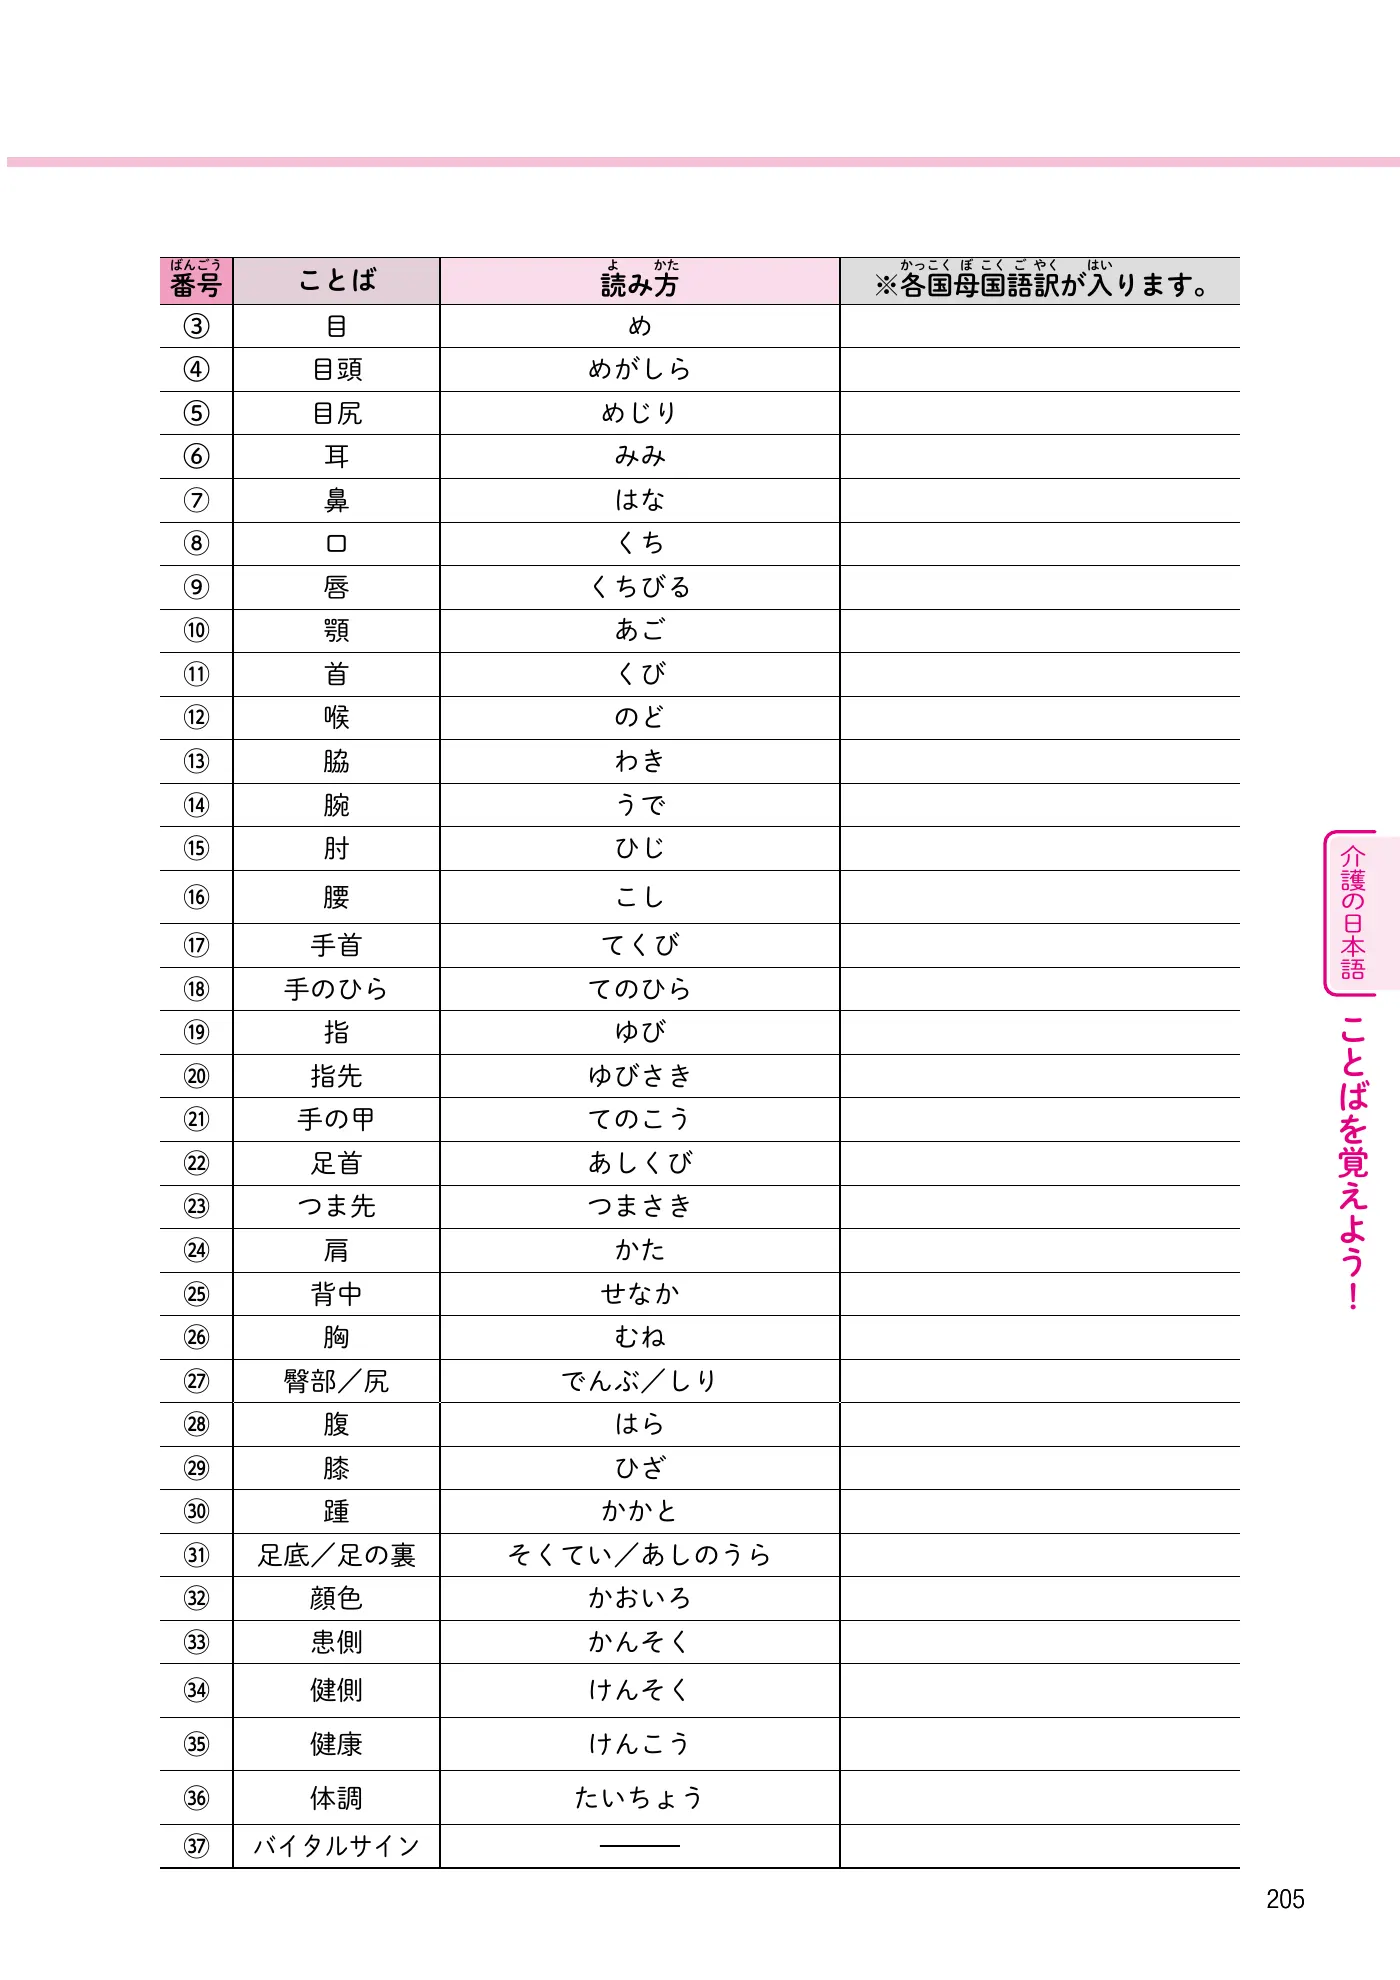 番号 ことば 読み方 ※各国母国語訳が入ります。
ばんごう よ かた かっこく ぼ こく ご やく はい
③ 目 め
④ 目頭 めがしら
⑤ 目尻 めじり
⑥ 耳 みみ
⑦ 鼻 はな
⑧ 口 くち
⑨ 唇 くちびる
⑩ 顎 あご
⑪ 首 くび
⑫ 喉 のど
⑬ 脇 わき
⑭ 腕 うで
⑮ 肘 ひじ
⑯ 腰 こし
⑰ 手首 てくび
⑱ 手のひら てのひら
⑲ 指 ゆび
⑳ 指先 ゆびさき
㉑ 手の甲 てのこう
㉒ 足首 あしくび
㉓ つま先 つまさき
㉔ 肩 かた
㉕ 背中 せなか
㉖ 胸 むね
㉗ 臀部／尻 でんぶ／しり
㉘ 腹 はら
㉙ 膝 ひざ
㉚ 踵 かかと
㉛ 足底／足の裏 そくてい／あしのうら
㉜ 顔色 かおいろ
㉝ 患側 かんそく
㉞ 健側 けんそく
㉟ 健康 けんこう
㊱ 体調 たいちょう
㊲ バイタルサイン ───
介護の日本語
ことばを覚えよう！
205